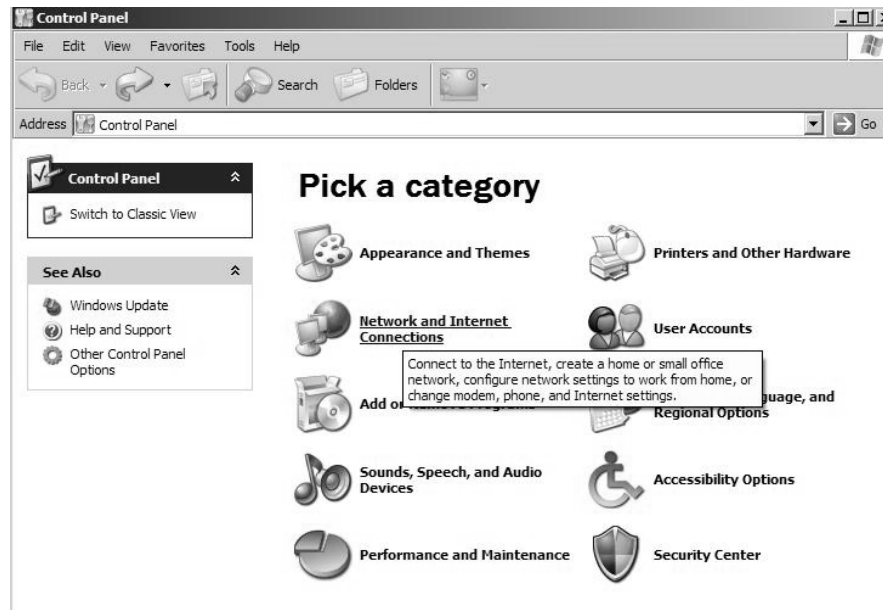 Control Panel
File Edit View Favorites Tools Help
Back Search Folders
Address Control Panel Go
Control Panel
Switch to Classic View
See Also
Windows Update
Help and Support
Other Control Panel
Options
Pick a category
Appearance and Themes
Printers and Other Hardware
Network and Internet
Connections
User Accounts
Connect to the Internet, create a home or small office
network, configure network settings to work from home, or
change modem, phone, and Internet settings.
Add or
Programs
guage, and
Regional Options
Sounds, Speech, and Audio
Devices
Accessibility Options
Performance and Maintenance
Security Center